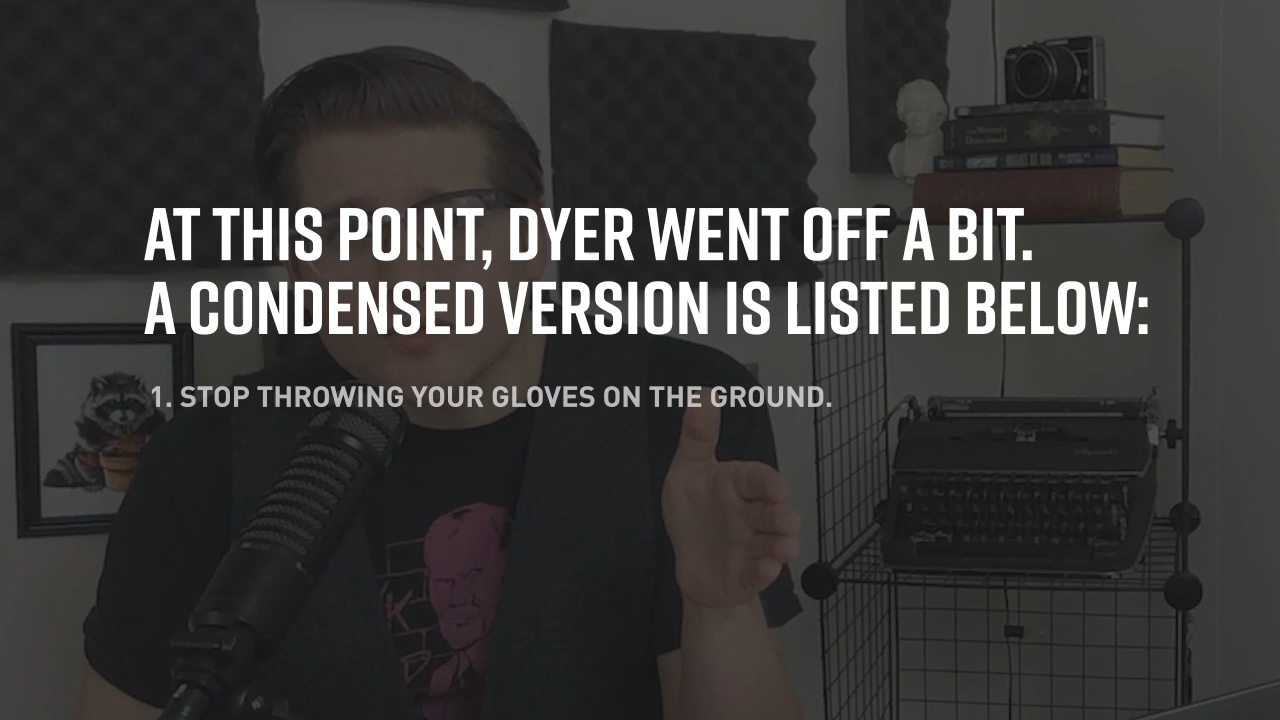 AT THIS POINT, DYER WENT OFF A BIT.
A CONDENSED VERSION IS LISTED BELOW:
1. STOP THROWING YOUR GLOVES ON THE GROUND.